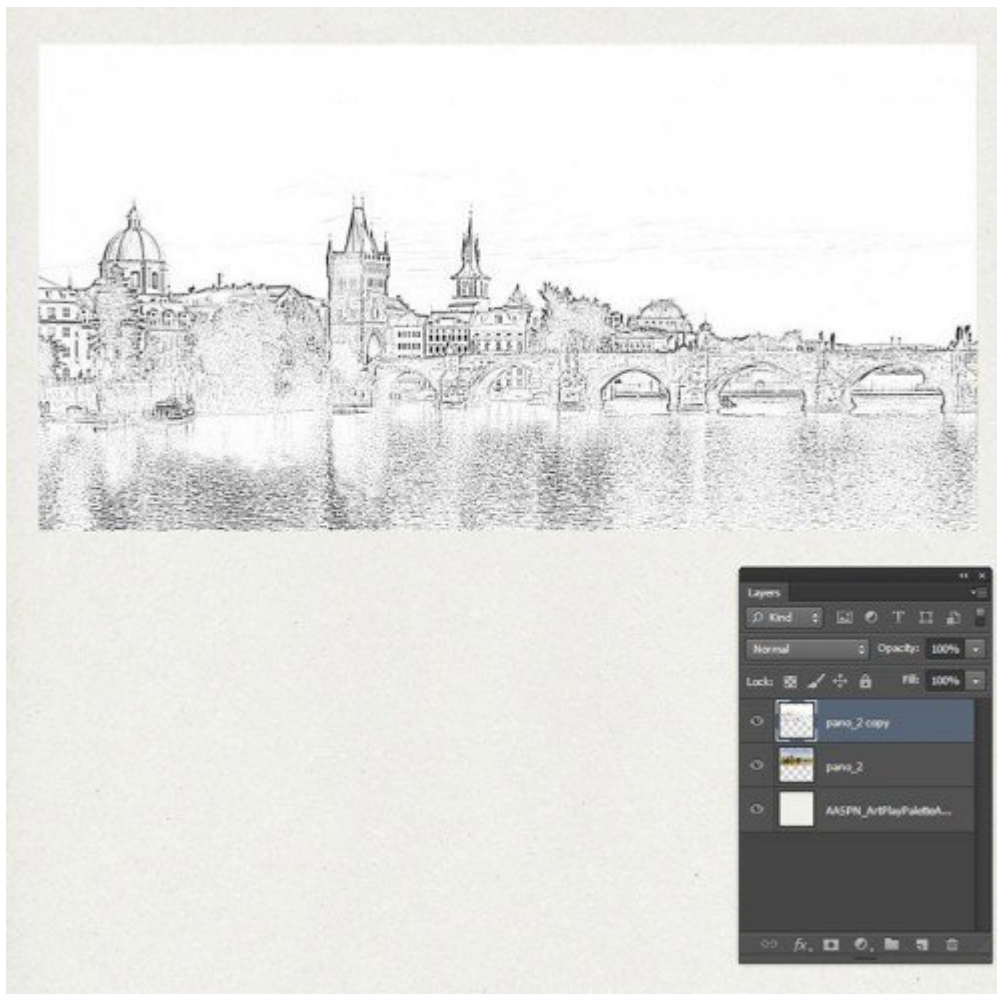 Layers
Kind
Normal Opacity: 100%
Lock: Fill: 100%
pano_2 copy
pano_2
AASPN_ArtPlayPaletteA...